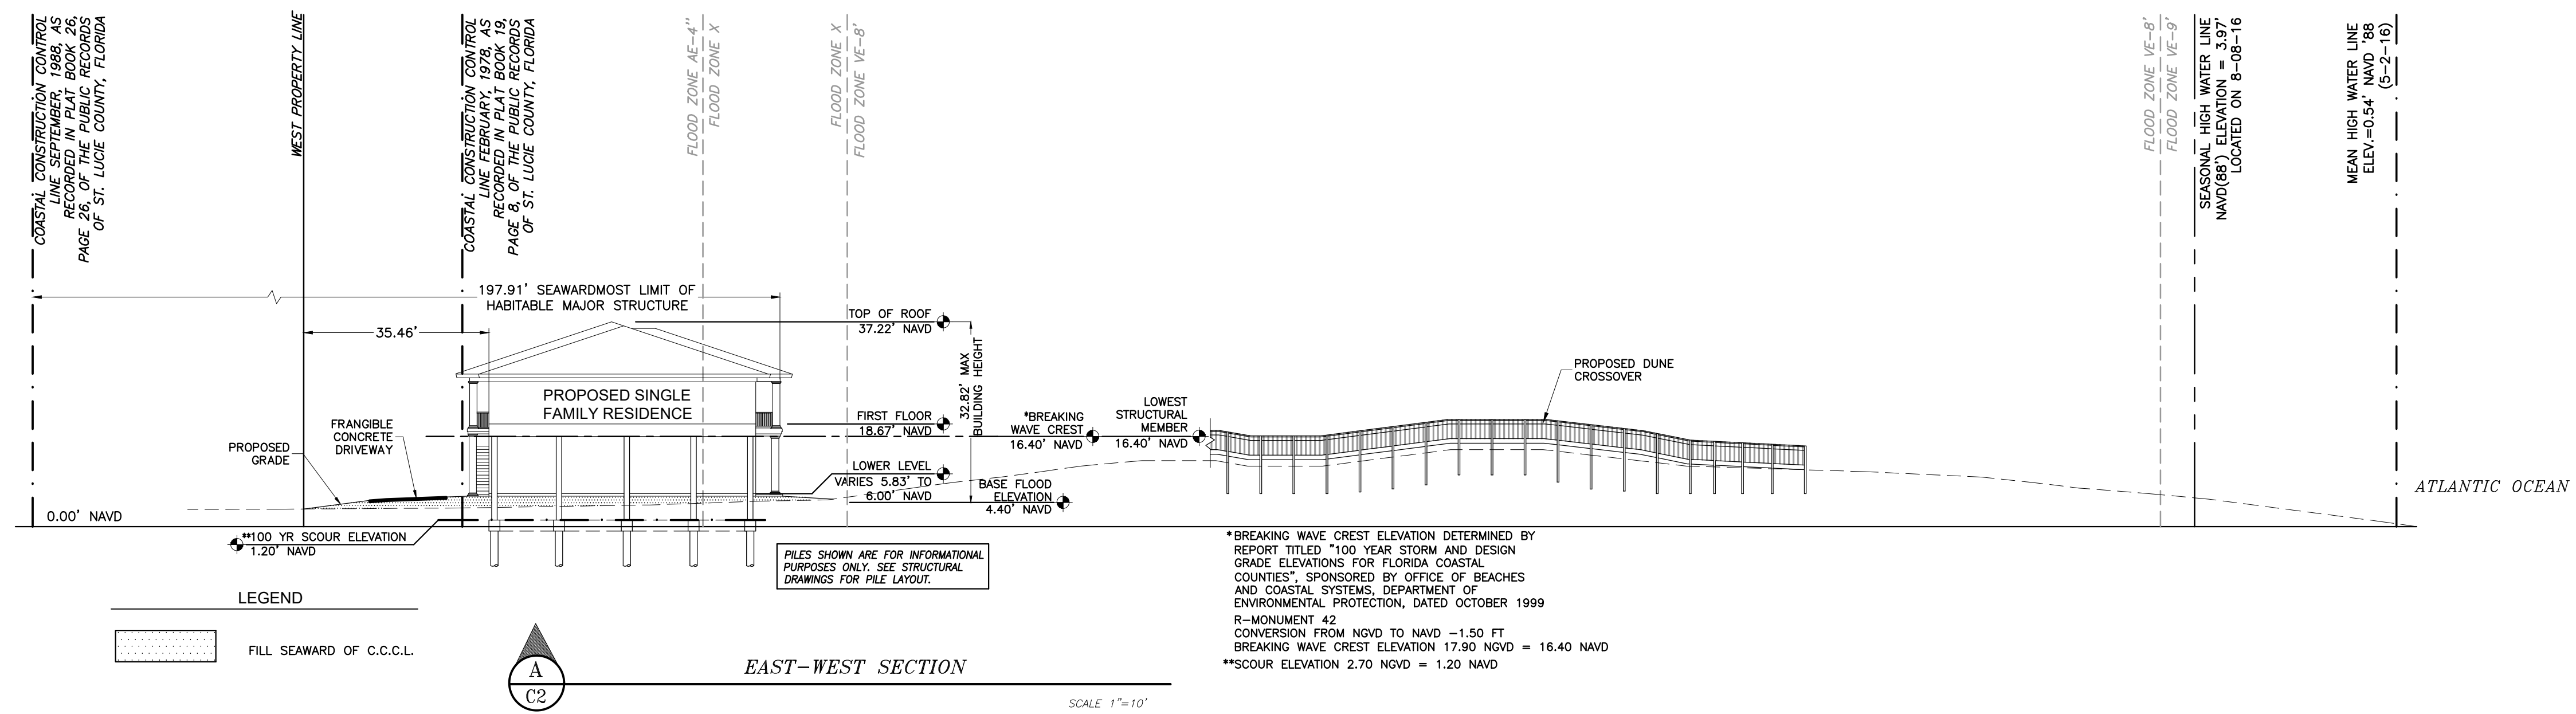 COASTAL CONSTRUCTION CONTROL
LINE SEPTEMBER, 1988, AS
RECORDED IN PLAT BOOK 26,
PAGE 26, OF THE PUBLIC RECORDS
OF ST. LUCIE COUNTY, FLORIDA
WEST PROPERTY LINE
COASTAL CONSTRUCTION CONTROL
LINE FEBRUARY, 1978, AS
RECORDED IN PLAT BOOK 19,
PAGE 8, OF THE PUBLIC RECORDS
OF ST. LUCIE COUNTY, FLORIDA
FLOOD ZONE AE-4"
FLOOD ZONE X
FLOOD ZONE X
FLOOD ZONE VE-8'
FLOOD ZONE VE-8'
FLOOD ZONE VE-9'
SEASONAL HIGH WATER LINE
NAVD(88') ELEVATION = 3.97'
LOCATED ON 8-08-16
MEAN HIGH WATER LINE
ELEV.=0.54' NAVD '88
(5-2-16)
197.91' SEAWARDMOST LIMIT OF
HABITABLE MAJOR STRUCTURE
35.46'
TOP OF ROOF
37.22' NAVD
32.82' MAX
BUILDING HEIGHT
PROPOSED SINGLE
FAMILY RESIDENCE
FIRST FLOOR
18.67' NAVD
*BREAKING
WAVE CREST
16.40' NAVD
LOWEST
STRUCTURAL
MEMBER
16.40' NAVD
PROPOSED DUNE
CROSSOVER
FRANGIBLE
CONCRETE
DRIVEWAY
PROPOSED
GRADE
LOWER LEVEL
VARIES 5.83' TO
6.00' NAVD
BASE FLOOD
ELEVATION
4.40' NAVD
ATLANTIC OCEAN
0.00' NAVD
**100 YR SCOUR ELEVATION
1.20' NAVD
PILES SHOWN ARE FOR INFORMATIONAL
PURPOSES ONLY. SEE STRUCTURAL
DRAWINGS FOR PILE LAYOUT.
*BREAKING WAVE CREST ELEVATION DETERMINED BY
REPORT TITLED "100 YEAR STORM AND DESIGN
GRADE ELEVATIONS FOR FLORIDA COASTAL
COUNTIES", SPONSORED BY OFFICE OF BEACHES
AND COASTAL SYSTEMS, DEPARTMENT OF
ENVIRONMENTAL PROTECTION, DATED OCTOBER 1999
R-MONUMENT 42
CONVERSION FROM NGVD TO NAVD -1.50 FT
BREAKING WAVE CREST ELEVATION 17.90 NGVD = 16.40 NAVD
**SCOUR ELEVATION 2.70 NGVD = 1.20 NAVD
LEGEND
FILL SEAWARD OF C.C.C.L.
A
C2
EAST-WEST SECTION
SCALE 1"=10'